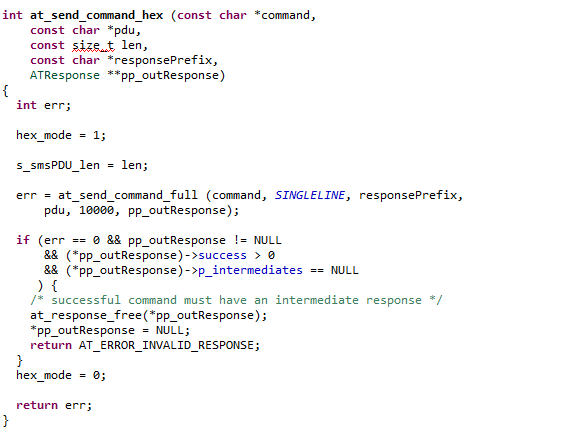 int at_send_command_hex (const char *command,
    const char *pdu,
    const size_t len,
    const char *responsePrefix,
    ATResponse **pp_outResponse)
{
  int err;

  hex_mode = 1;

  s_smsPDU_len = len;

  err = at_send_command_full (command, SINGLELINE, responsePrefix,
      pdu, 10000, pp_outResponse);

  if (err == 0 && pp_outResponse != NULL
      && (*pp_outResponse)->success > 0
      && (*pp_outResponse)->p_intermediates == NULL
     ) {
    /* successful command must have an intermediate response */
    at_response_free(*pp_outResponse);
    *pp_outResponse = NULL;
    return AT_ERROR_INVALID_RESPONSE;
  }
  hex_mode = 0;

  return err;
}